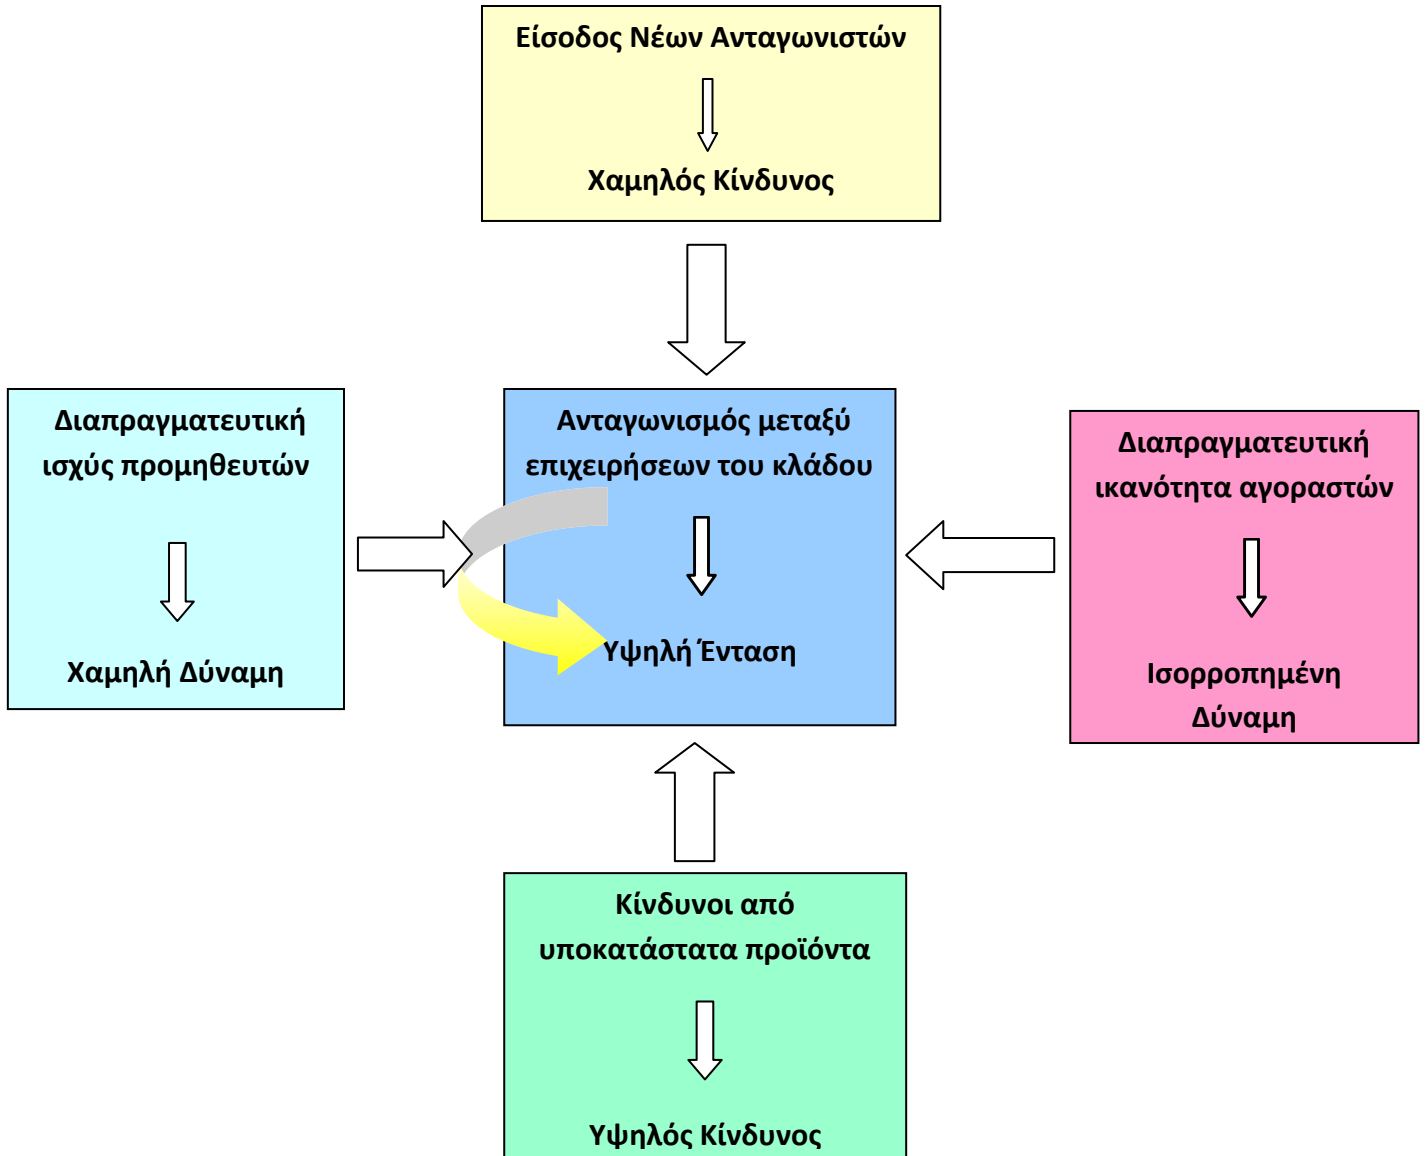 Είσοδος Νέων Ανταγωνιστών
Χαμηλός Κίνδυνος
Διαπραγματευτική
ισχύς προμηθευτών
Χαμηλή Δύναμη
Ανταγωνισμός μεταξύ
επιχειρήσεων του κλάδου
Υψηλή Ένταση
Διαπραγματευτική
ικανότητα αγοραστών
Ισορροπημένη
Δύναμη
Κίνδυνοι από
υποκατάστατα προϊόντα
Υψηλός Κίνδυνος